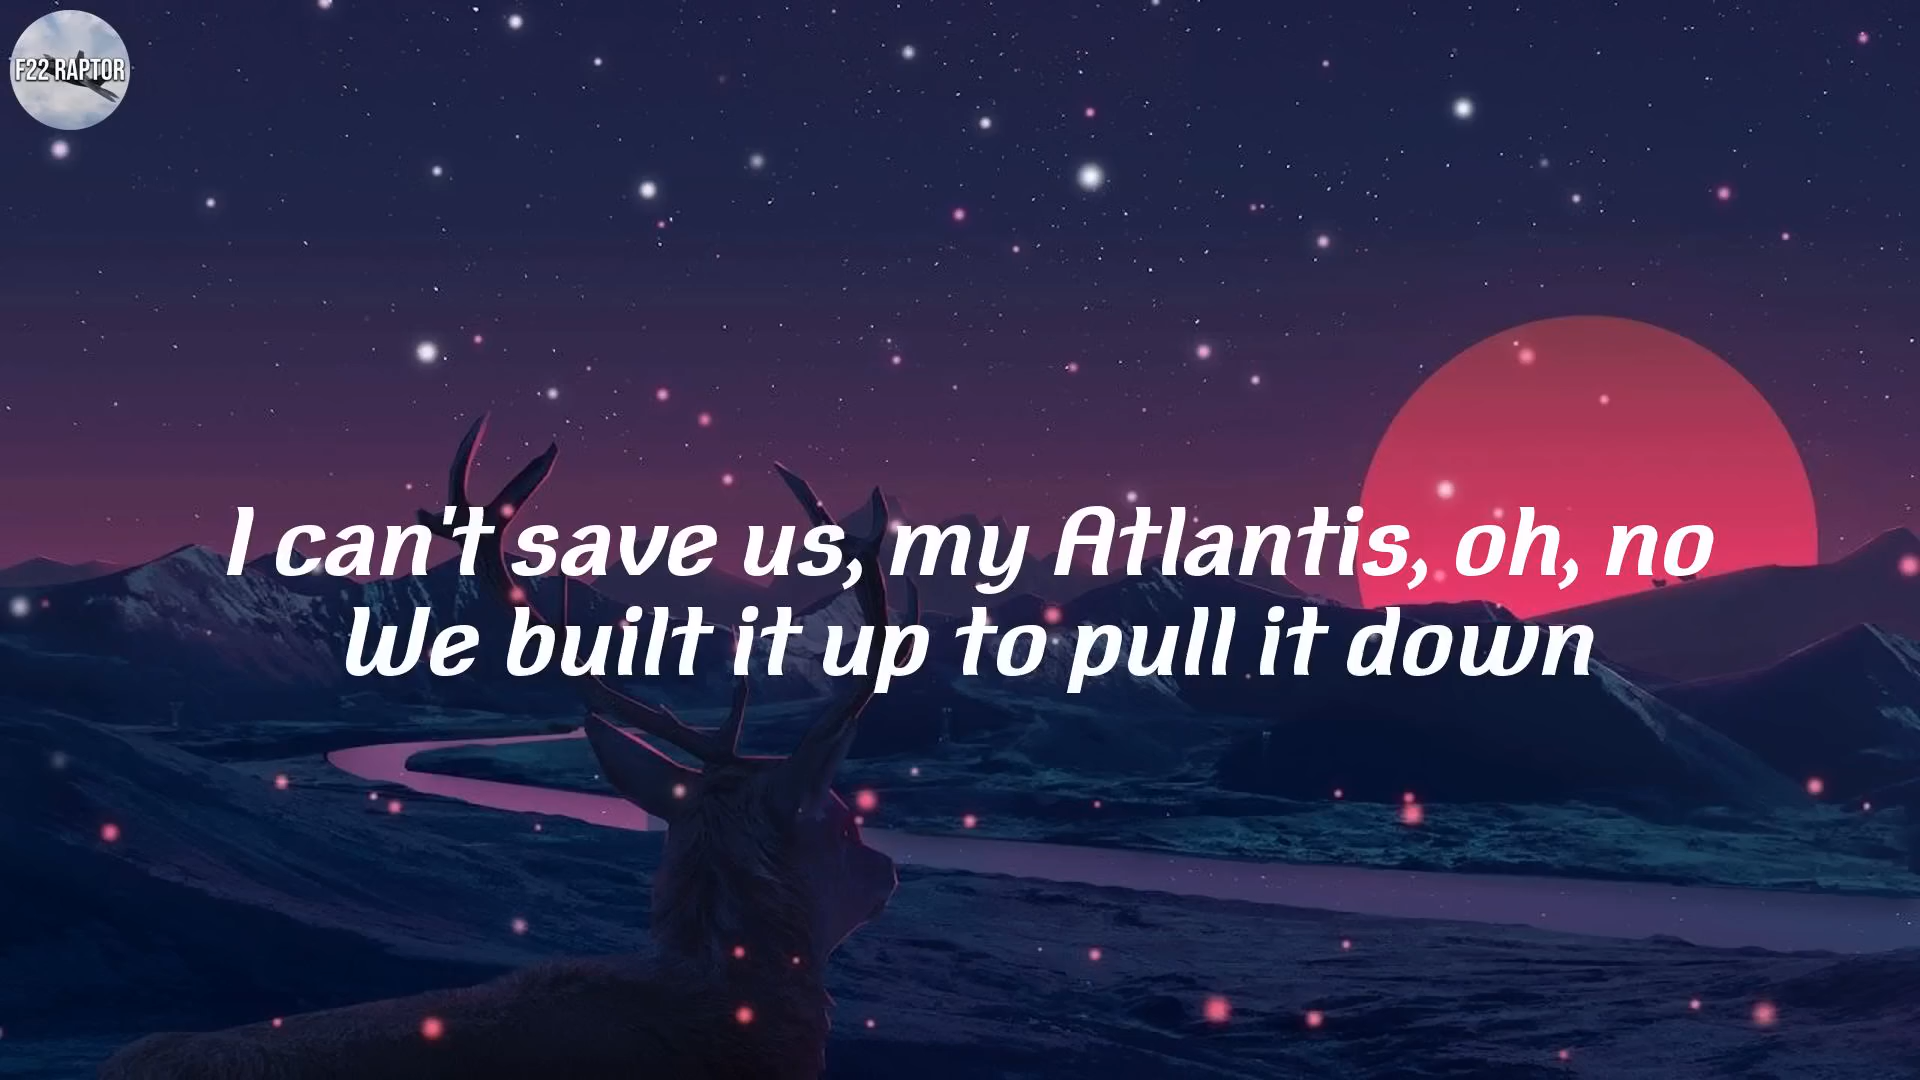 F22 RAPTOR
I can't save us, my Atlantis, oh, no
We built it up to pull it down